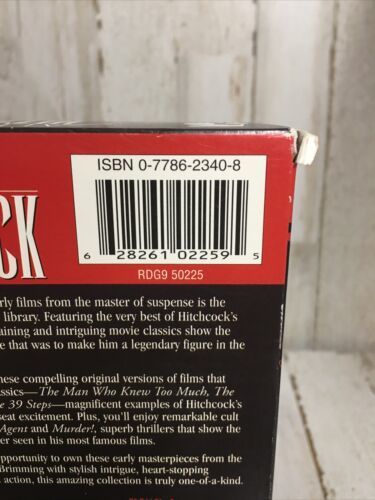 ISBN 0-7786-2340-8
6 28261 02259 5
RDG9 50225
CK
rly films from the master of suspense is the
library. Featuring the very best of Hitchcock's
aining and intriguing movie classics show the
e that was to make him a legendary figure in the
nese compelling original versions of films that
assics—The Man Who Knew Too Much, The
e 39 Steps—magnificent examples of Hitchcock's
seat excitement. Plus, you'll enjoy remarkable cult
Agent and Murder!, superb thrillers that show the
er seen in his most famous films.
pportunity to own these early masterpieces from the
Brimming with stylish intrigue, heart-stopping
action, this amazing collection is truly one-of-a-kind.